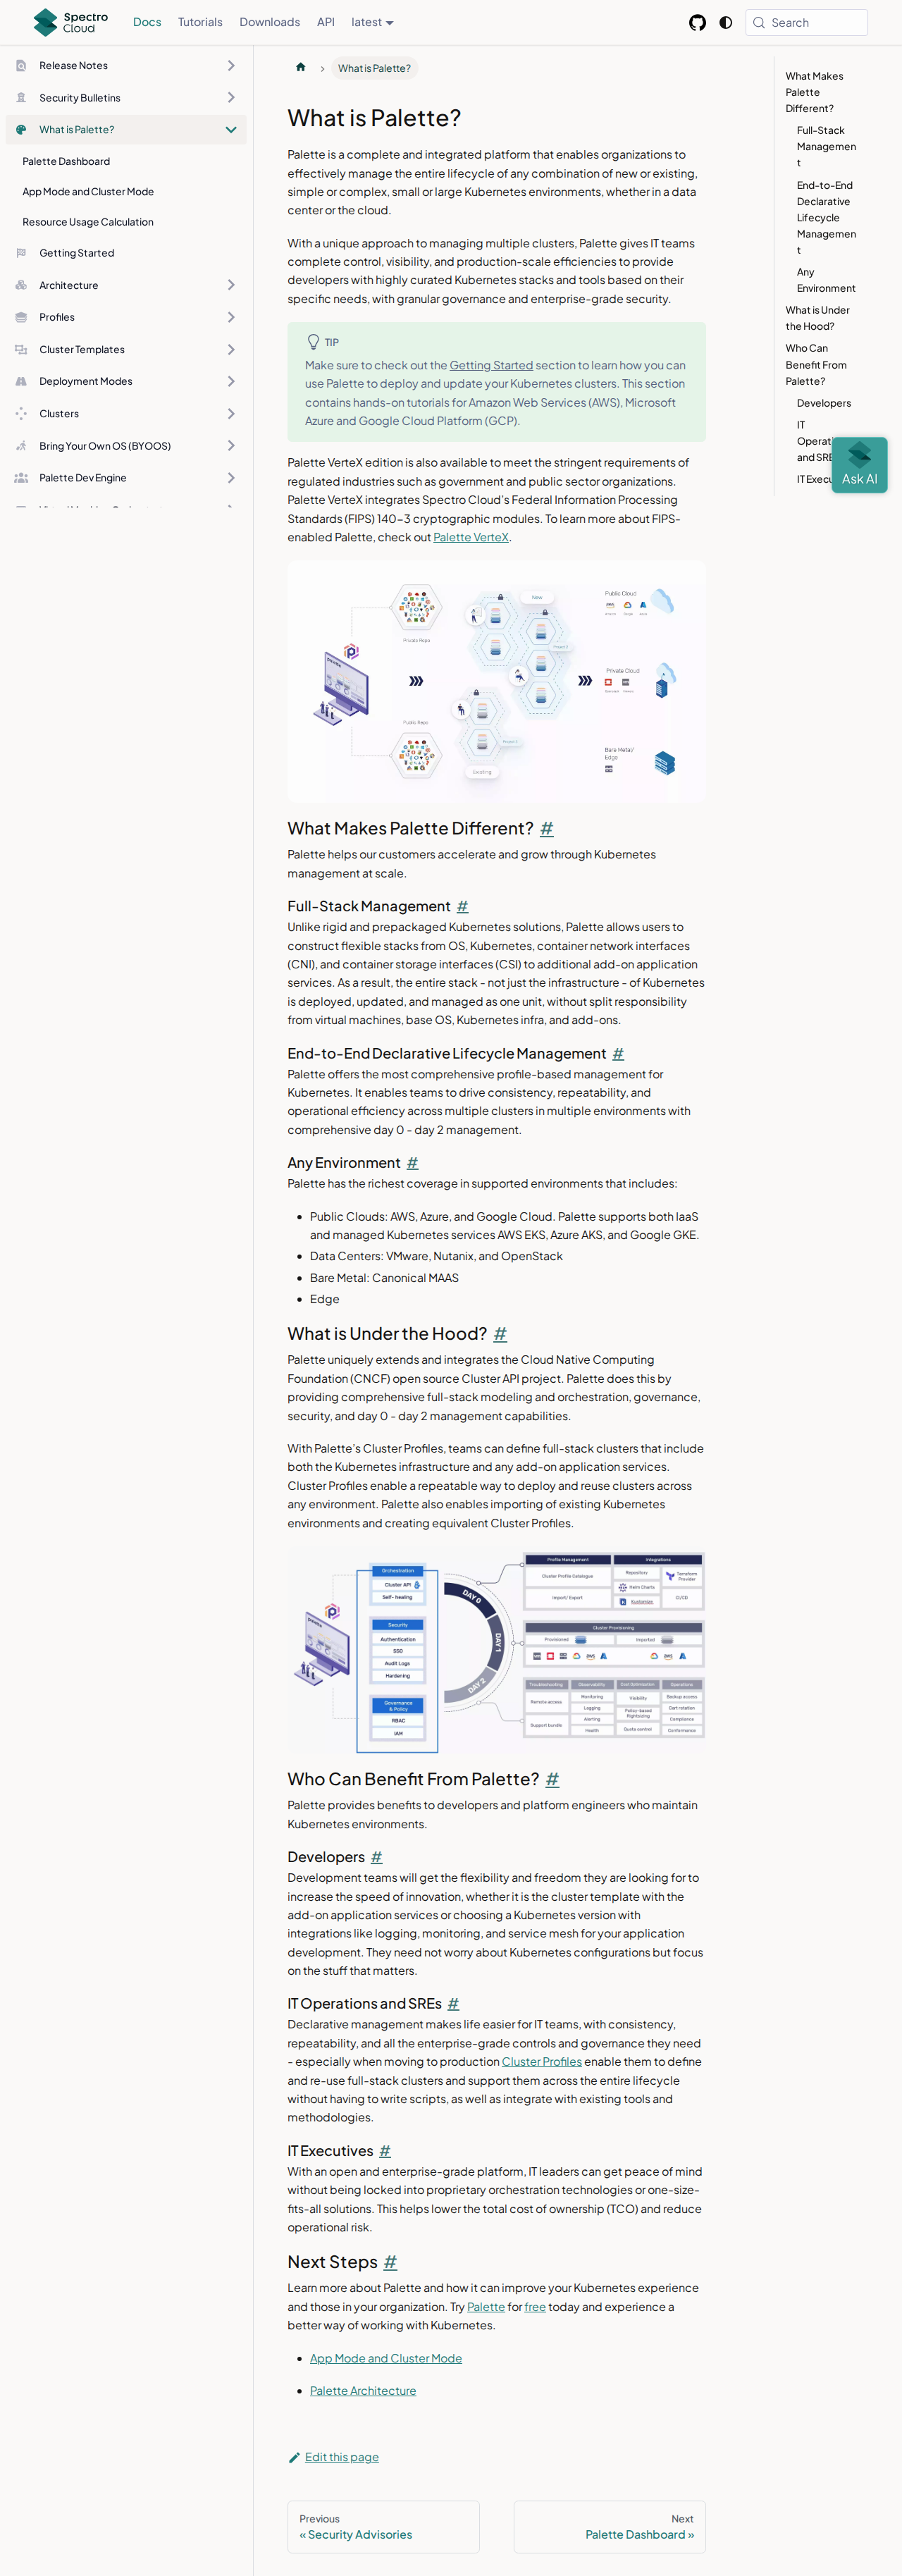 Spectro Cloud
Docs
Tutorials
Downloads
API
latest
Search
Release Notes
Security Bulletins
What is Palette?
Palette Dashboard
App Mode and Cluster Mode
Resource Usage Calculation
Getting Started
Architecture
Profiles
Cluster Templates
Deployment Modes
Clusters
Bring Your Own OS (BYOOS)
Palette Dev Engine
What is Palette?
What is Palette?
Palette is a complete and integrated platform that enables organizations to
effectively manage the entire lifecycle of any combination of new or existing,
simple or complex, small or large Kubernetes environments, whether in a data
center or the cloud.
With a unique approach to managing multiple clusters, Palette gives IT teams
complete control, visibility, and production-scale efficiencies to provide
developers with highly curated Kubernetes stacks and tools based on their
specific needs, with granular governance and enterprise-grade security.
TIP
Make sure to check out the Getting Started section to learn how you can
use Palette to deploy and update your Kubernetes clusters. This section
contains hands-on tutorials for Amazon Web Services (AWS), Microsoft
Azure and Google Cloud Platform (GCP).
Palette VerteX edition is also available to meet the stringent requirements of
regulated industries such as government and public sector organizations.
Palette VerteX integrates Spectro Cloud's Federal Information Processing
Standards (FIPS) 140-3 cryptographic modules. To learn more about FIPS-
enabled Palette, check out Palette VerteX.
Private Repo
Public Repo
New
Existing
Public Cloud
Private Cloud
Bare Metal/
Edge
What Makes Palette Different? #
Palette helps our customers accelerate and grow through Kubernetes
management at scale.
Full-Stack Management #
Unlike rigid and prepackaged Kubernetes solutions, Palette allows users to
construct flexible stacks from OS, Kubernetes, container network interfaces
(CNI), and container storage interfaces (CSI) to additional add-on application
services. As a result, the entire stack - not just the infrastructure - of Kubernetes
is deployed, updated, and managed as one unit, without split responsibility
from virtual machines, base OS, Kubernetes infra, and add-ons.
End-to-End Declarative Lifecycle Management #
Palette offers the most comprehensive profile-based management for
Kubernetes. It enables teams to drive consistency, repeatability, and
operational efficiency across multiple clusters in multiple environments with
comprehensive day 0 - day 2 management.
Any Environment #
Palette has the richest coverage in supported environments that includes:
Public Clouds: AWS, Azure, and Google Cloud. Palette supports both IaaS
and managed Kubernetes services AWS EKS, Azure AKS, and Google GKE.
Data Centers: VMware, Nutanix, and OpenStack
Bare Metal: Canonical MAAS
Edge
What is Under the Hood? #
Palette uniquely extends and integrates the Cloud Native Computing
Foundation (CNCF) open source Cluster API project. Palette does this by
providing comprehensive full-stack modeling and orchestration, governance,
security, and day 0 - day 2 management capabilities.
With Palette's Cluster Profiles, teams can define full-stack clusters that include
both the Kubernetes infrastructure and any add-on application services.
Cluster Profiles enable a repeatable way to deploy and reuse clusters across
any environment. Palette also enables importing of existing Kubernetes
environments and creating equivalent Cluster Profiles.
Orchestration
Cluster API
Self- healing
Security
Authentication
SSO
Audit Logs
Hardening
Governance
& Policy
RBAC
IAM
DAY 0
DAY 1
DAY 2
Profile Management
Cluster Profile Catalogue
Import/ Export
Integrations
Repository
Helm Charts
Kustomize
Terraform
Provider
CI/CD
Cluster Provisioning
Provisioned
Imported
Troubleshooting
Remote access
Support bundle
Observability
Monitoring
Logging
Alerting
Health
Cost Optimization
Visibility
Policy-based
Rightsizing
Quota control
Operations
Backup access
Cert rotation
Compliance
Conformance
Who Can Benefit From Palette? #
Palette provides benefits to developers and platform engineers who maintain
Kubernetes environments.
Developers #
Development teams will get the flexibility and freedom they are looking for to
increase the speed of innovation, whether it is the cluster template with the
add-on application services or choosing a Kubernetes version with
integrations like logging, monitoring, and service mesh for your application
development. They need not worry about Kubernetes configurations but focus
on the stuff that matters.
IT Operations and SREs #
Declarative management makes life easier for IT teams, with consistency,
repeatability, and all the enterprise-grade controls and governance they need
- especially when moving to production Cluster Profiles enable them to define
and re-use full-stack clusters and support them across the entire lifecycle
without having to write scripts, as well as integrate with existing tools and
methodologies.
IT Executives #
With an open and enterprise-grade platform, IT leaders can get peace of mind
without being locked into proprietary orchestration technologies or one-size-
fits-all solutions. This helps lower the total cost of ownership (TCO) and reduce
operational risk.
Next Steps #
Learn more about Palette and how it can improve your Kubernetes experience
and those in your organization. Try Palette for free today and experience a
better way of working with Kubernetes.
App Mode and Cluster Mode
Palette Architecture
Edit this page
Previous
« Security Advisories
Next
Palette Dashboard »
What Makes
Palette
Different?
Full-Stack
Managemen
t
End-to-End
Declarative
Lifecycle
Managemen
t
Any
Environment
What is Under
the Hood?
Who Can
Benefit From
Palette?
Developers
IT
and
IT
Ask AI